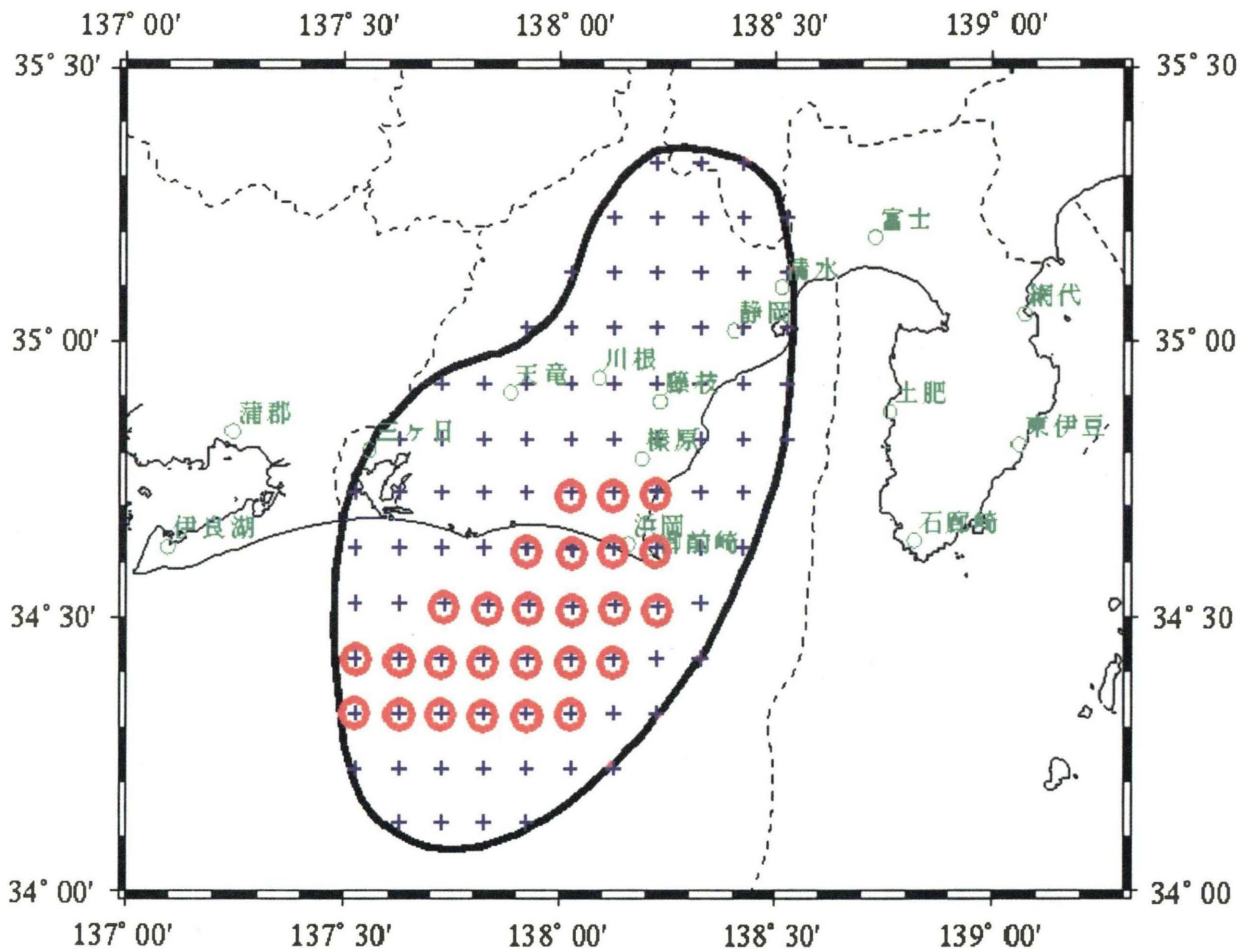 137° 00' 137° 30' 138° 00' 138° 30' 139° 00'
35° 30' 35° 30
富士
清水
網代
静岡
35° 00' 35° 00
川根
天竜
藤枝
土肥
蒲郡
三ケ日
東伊豆
榛原
伊良湖
浜岡
石廊崎
御前崎
34° 30' 34° 30
34° 00' 34° 00
137° 00' 137° 30' 138° 00' 138° 30' 139° 00'